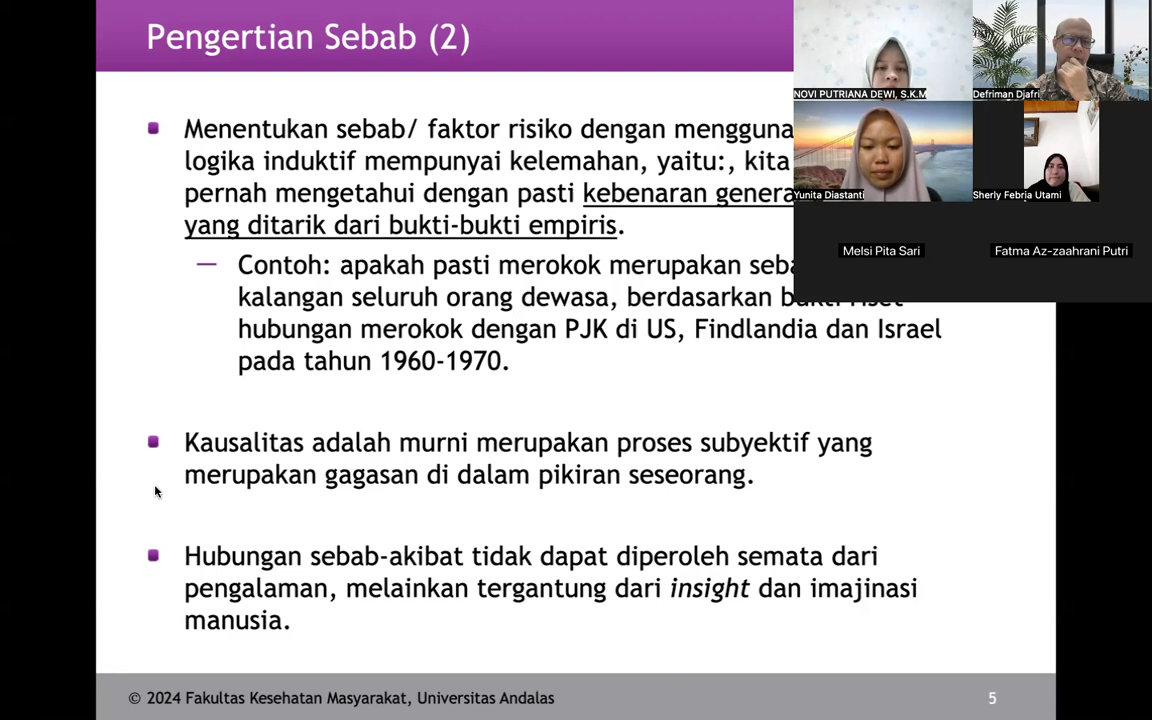 Pengertian Sebab (2)
Menentukan sebab/ faktor risiko dengan mengguna
logika induktif mempunyai kelemahan, yaitu:, kita
pernah mengetahui dengan pasti kebenaran genera
yang ditarik dari bukti-bukti empiris.
— Contoh: apakah pasti merokok merupakan seba
kalangan seluruh orang dewasa, berdasarkan bukti riset
hubungan merokok dengan PJK di US, Findlandia dan Israel
pada tahun 1960-1970.
Kausalitas adalah murni merupakan proses subyektif yang
merupakan gagasan di dalam pikiran seseorang.
Hubungan sebab-akibat tidak dapat diperoleh semata dari
pengalaman, melainkan tergantung dari insight dan imajinasi
manusia.
© 2024 Fakultas Kesehatan Masyarakat, Universitas Andalas
5
NOVI PUTRIANA DEWI, S.K.M
Defriman Djafri
Yunita Diastanti
Sherly Febria Utami
Melsi Pita Sari
Fatma Az-zaahrani Putri